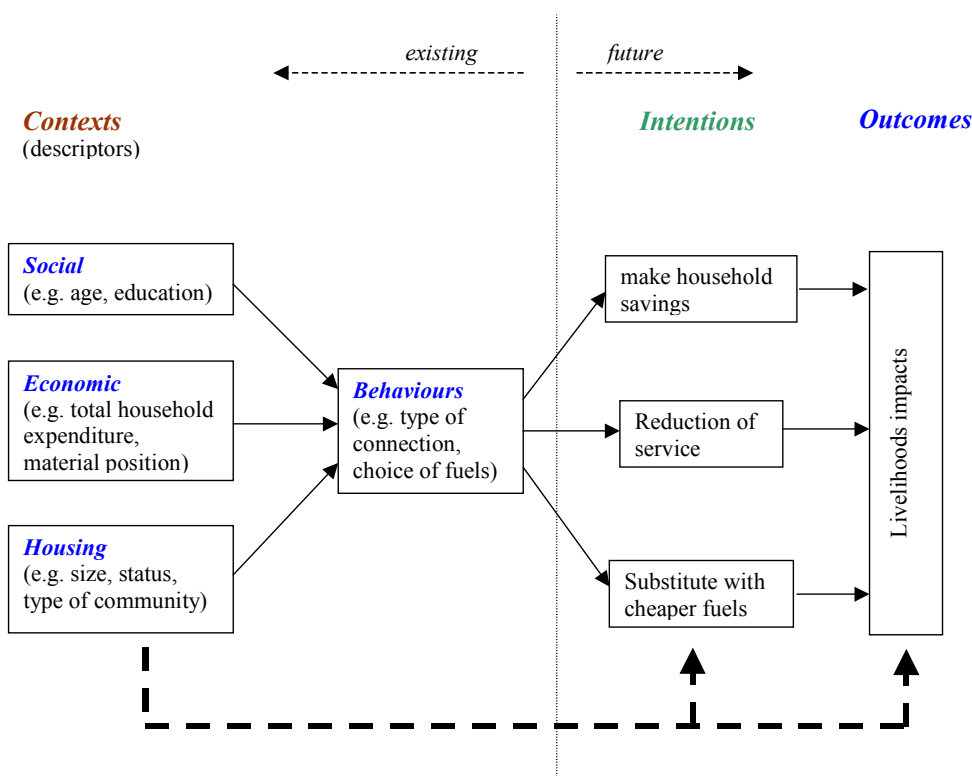 existing
future
Contexts
(descriptors)
Intentions
Outcomes
Social
(e.g. age, education)
Economic
(e.g. total household
expenditure,
material position)
Housing
(e.g. size, status,
type of community)
Behaviours
(e.g. type of
connection,
choice of fuels)
make household
savings
Reduction of
service
Substitute with
cheaper fuels
Livelihoods impacts